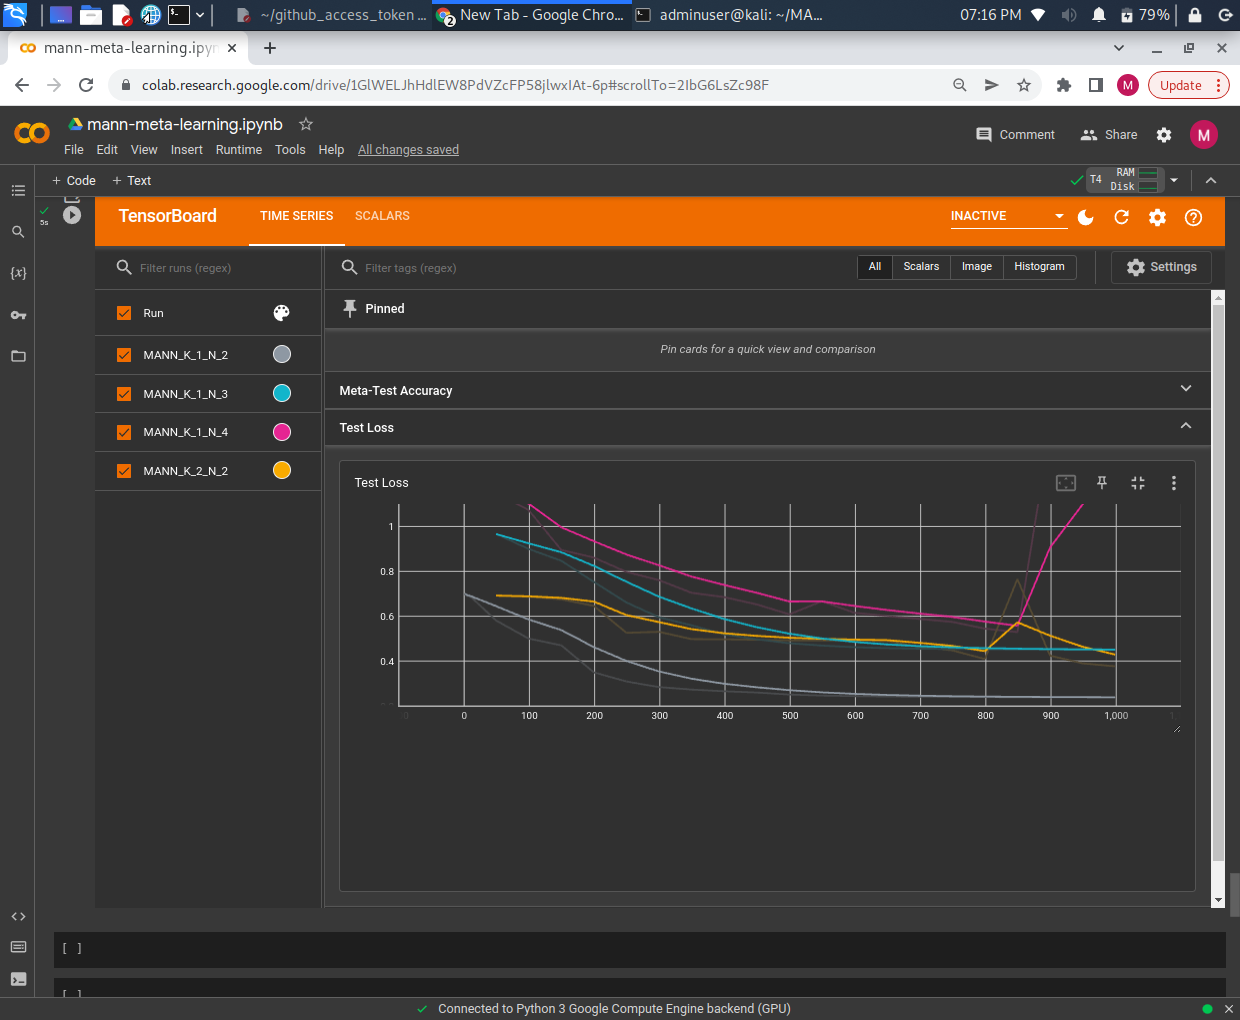 ~/github_access_token ...
New Tab - Google Chro...
adminuser@kali: ~/MA...
07:16 PM
79%
mann-meta-learning.ipyn
colab.research.google.com/drive/1GlWELJhHdlEW8PdVZcFP58jlwxIAt-6p#scrollTo=2IbG6LsZc98F
M
Update
mann-meta-learning.ipynb
Comment
Share
M
File Edit View Insert Runtime Tools Help All changes saved
+ Code + Text
T4 RAM
Disk
5s
TensorBoard
TIME SERIES
SCALARS
INACTIVE
{x}
Filter runs (regex)
Filter tags (regex)
All Scalars Image Histogram
Settings
Run
Pinned
Pin cards for a quick view and comparison
MANN_K_1_N_2
MANN_K_1_N_3
MANN_K_1_N_4
MANN_K_2_N_2
Meta-Test Accuracy
Test Loss
Test Loss
1
0.8
0.6
0.4
0 100 200 300 400 500 600 700 800 900 1,000
[ ]
[ ]
Connected to Python 3 Google Compute Engine backend (GPU)